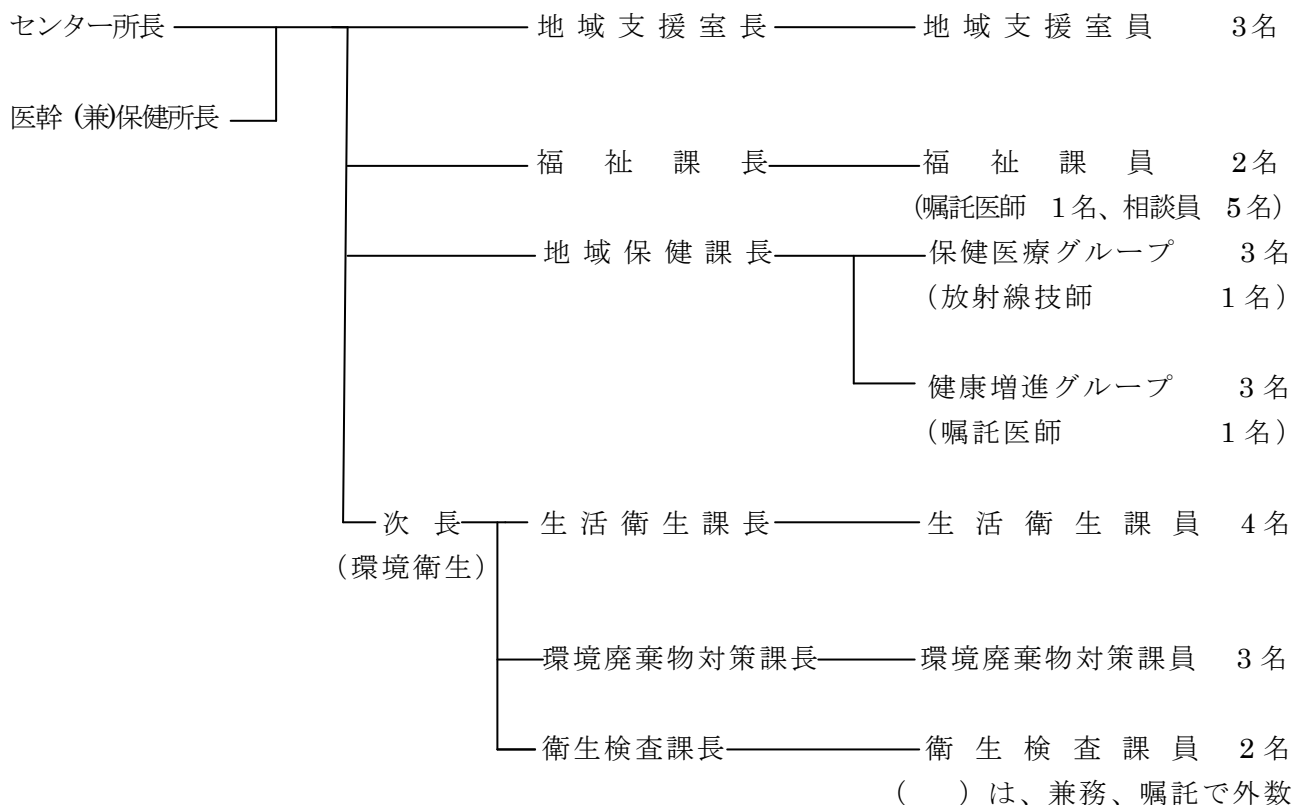 センター所長 地域支援室長 地域支援室員 3名
医幹(兼)保健所長
福祉課長 福祉課員 2名
(嘱託医師 1名、相談員 5名)
地域保健課長 保健医療グループ 3名
(放射線技師 1名)
健康増進グループ 3名
(嘱託医師 1名)
次長 生活衛生課長 生活衛生課員 4名
(環境衛生)
環境廃棄物対策課長 環境廃棄物対策課員 3名
衛生検査課長 衛生検査課員 2名
( )は、兼務、嘱託で外数